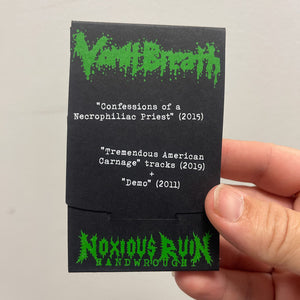 Vomit Breath
"Confessions of a
Necrophiliac Priest" (2015)
"Tremendous American
Carnage" tracks (2019)
+
"Demo" (2011)
NOXIOUS RUIN
HANDWROUGHT